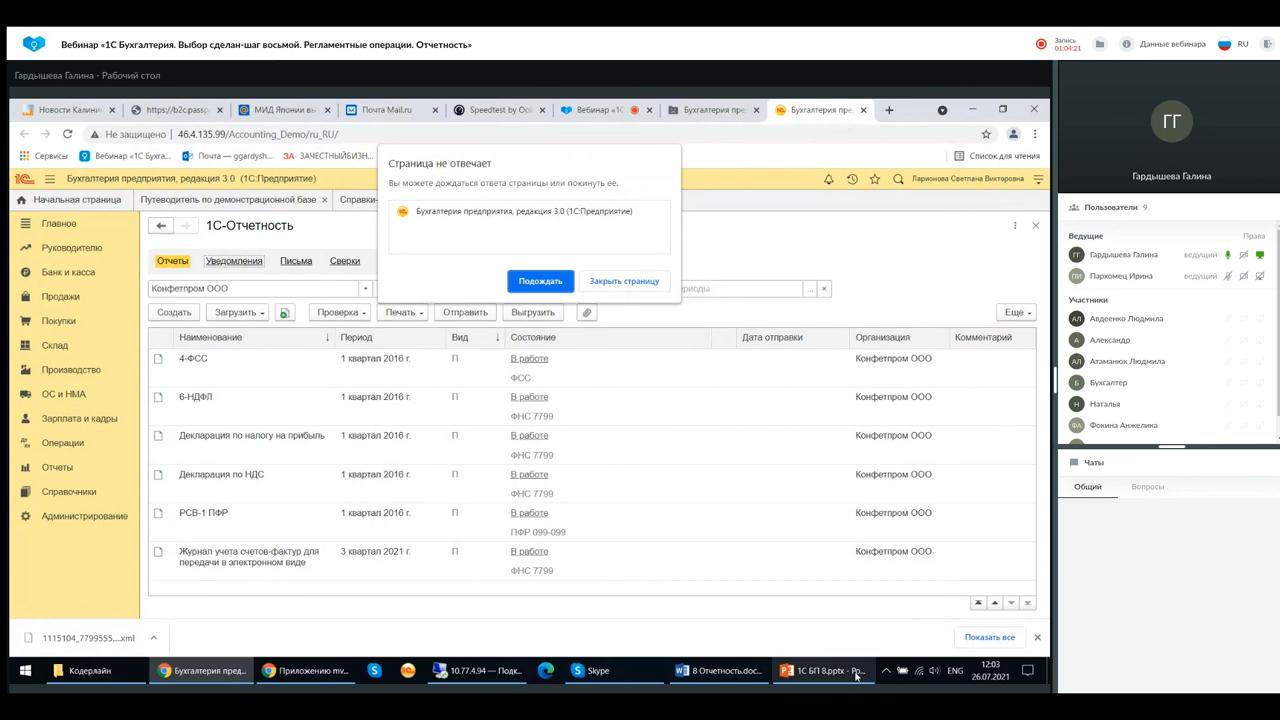 Вебинар «1С Бухгалтерия. Выбор сделан-шаг восьмой. Регламентные операции. Отчетность»
Запись
01:04:21
Данные вебинара
RU
Гардышева Галина - Рабочий стол
Новости Калини
https://b2c.passp
МИД Японии вы
Почта Mail.ru
Speedtest by Ook
Вебинар «1С
Бухгалтерия пре
Бухгалтерия пре
Не защищено
46.4.135.99/Accounting_Demo/ru_RU/
Сервисы
Вебинар «1С Бухга...
Почта — ggardysh...
ЗАЧЕСТНЫЙБИЗН...
Список для чтения
Бухгалтерия предприятия, редакция 3.0 (1С:Предприятие)
Ларионова Светлана Викторовна
Начальная страница
Путеводитель по демонстрационной базе
Справки-
Страница не отвечает
Вы можете дождаться ответа страницы или покинуть ее.
Бухгалтерия предприятия, редакция 3.0 (1С:Предприятие)
Подождать
Закрыть страницу
Главное
Руководителю
Банк и касса
Продажи
Покупки
Склад
Производство
ОС и НМА
Зарплата и кадры
Операции
Отчеты
Справочники
Администрирование
1С-Отчетность
Отчеты
Уведомления
Письма
Сверки
Конфетпром ООО
ериоды
...
Создать
Загрузить
Проверка
Печать
Отправить
Выгрузить
Еще
Наименование
Период
Вид
Состояние
Дата отправки
Организация
Комментарий
4-ФСС
1 квартал 2016 г.
П
В работе
Конфетпром ООО
ФСС
6-НДФЛ
1 квартал 2016 г.
П
В работе
Конфетпром ООО
ФНС 7799
Декларация по налогу на прибыль
1 квартал 2016 г.
П
В работе
Конфетпром ООО
ФНС 7799
Декларация по НДС
1 квартал 2016 г.
П
В работе
Конфетпром ООО
ФНС 7799
РСВ-1 ПФР
1 квартал 2016 г.
П
В работе
Конфетпром ООО
ПФР 099-099
Журнал учета счетов-фактур для
передачи в электронном виде
3 квартал 2021 г.
П
В работе
Конфетпром ООО
ФНС 7799
1115104_7799555....xml
Показать все
Кодерлайн
Бухгалтерия пред...
Приложению mv...
10.77.4.94 — Подк...
Skype
8 Отчетность.doc...
1С БП 8.pptx - Po...
ENG
12:03
26.07.2021
ГГ
Гардышева Галина
Пользователи 9
Ведущие
Права
ГГ Гардышева Галина ведущий
ПИ Пархомец Ирина ведущий
Участники
АЛ Авдеенко Людмила
А Александр
АЛ Атаманюк Людмила
Б Бухгалтер
Н Наталья
ФА Фокина Анжелика
Чаты
Общий
Вопросы